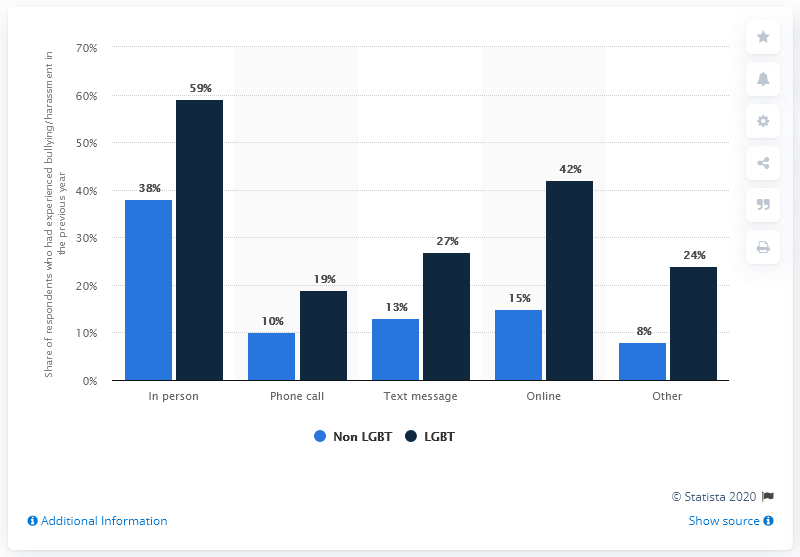 Share of respondents who had experienced bullying/harassment in
the previous year
70%
60%
50%
40%
30%
20%
10%
0%
38%
59%
10%
19%
13%
27%
15%
42%
8%
24%
In person
Phone call
Text message
Online
Other
Non LGBT
LGBT
© Statista 2020
Additional Information
Show source